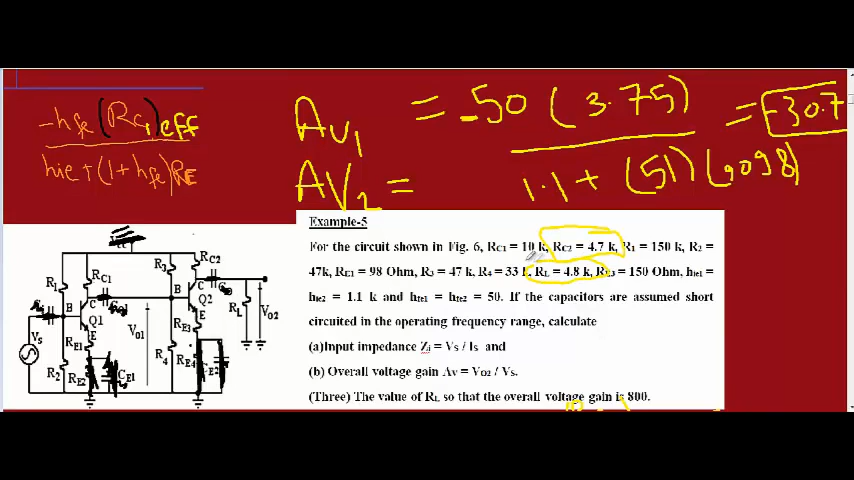 -hfe (Rc1)eff
hie+(1+hfe)RE
Av1 = -50 (3.75) = -30.7
1.1+ (51) (.098)
AV2 =
Example-5
For the circuit shown in Fig. 6, RC1 = 10 k, RC2 = 4.7 k, R1 = 150 k, R2 =
47k, RE1 = 98 Ohm, R3 = 47 k, R4 = 33 k, RL = 4.8 k, RE3 = 150 Ohm, hie1 =
hie2 = 1.1 k and hfe1 = hfe2 = 50. If the capacitors are assumed short
circuited in the operating frequency range, calculate
(a)Input impedance Zi = Vs / Is and
(b) Overall voltage gain Av = VO2 / Vs.
(Three) The value of RL so that the overall voltage gain is 800.
R1
RC1
R3
RC2
C
C
B
B
Q1
Q2
E
E
VS
RE1
VO1
RE3
RL
VO2
R2
RE2
CE1
R4
RE4